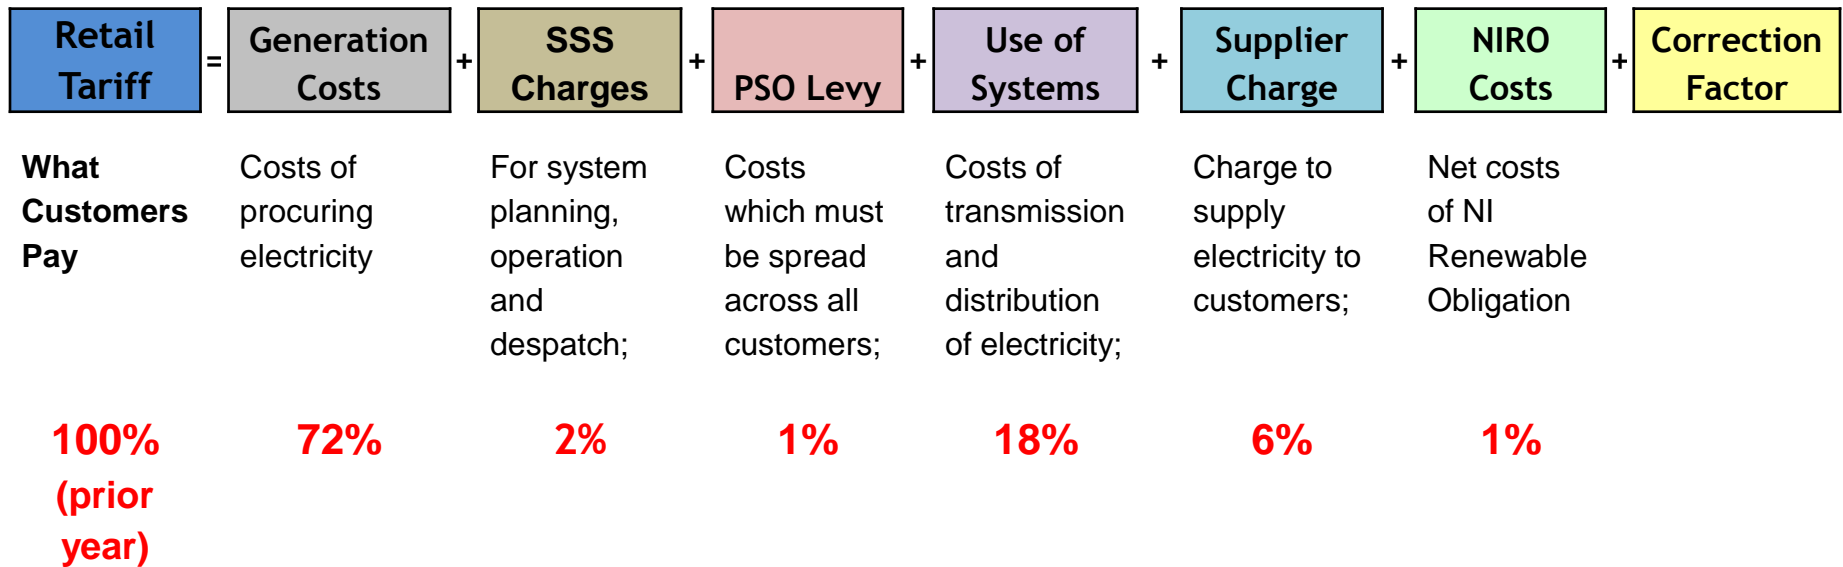 Retail
Tariff
=
Generation
Costs
+
SSS
Charges
+
PSO Levy
+
Use of
Systems
+
Supplier
Charge
+
NIRO
Costs
+
Correction
Factor
What
Customers
Pay
Costs of
procuring
electricity
For system
planning,
operation
and
despatch;
Costs
which must
be spread
across all
customers;
Costs of
transmission
and
distribution
of electricity;
Charge to
supply
electricity to
customers;
Net costs
of NI
Renewable
Obligation
100%
(prior
year)
72%
2%
1%
18%
6%
1%